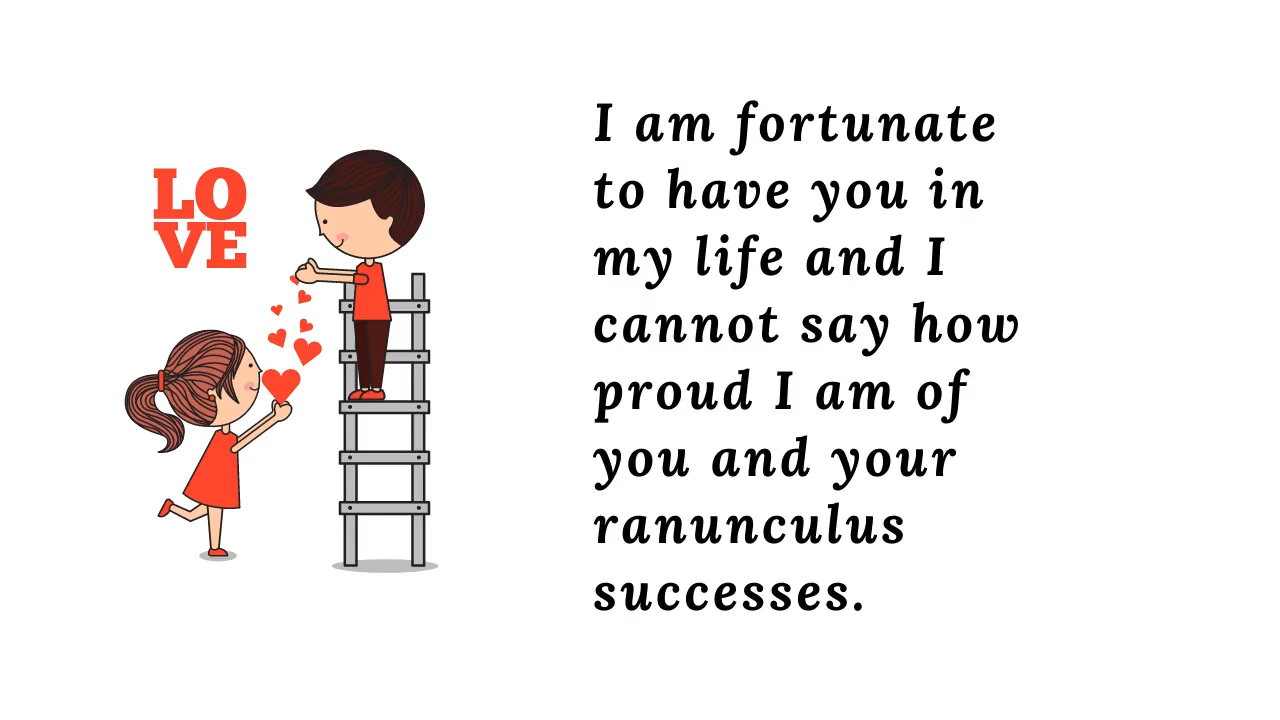 LO
VE
I am fortunate
to have you in
my life and I
cannot say how
proud I am of
you and your
ranunculus
successes.